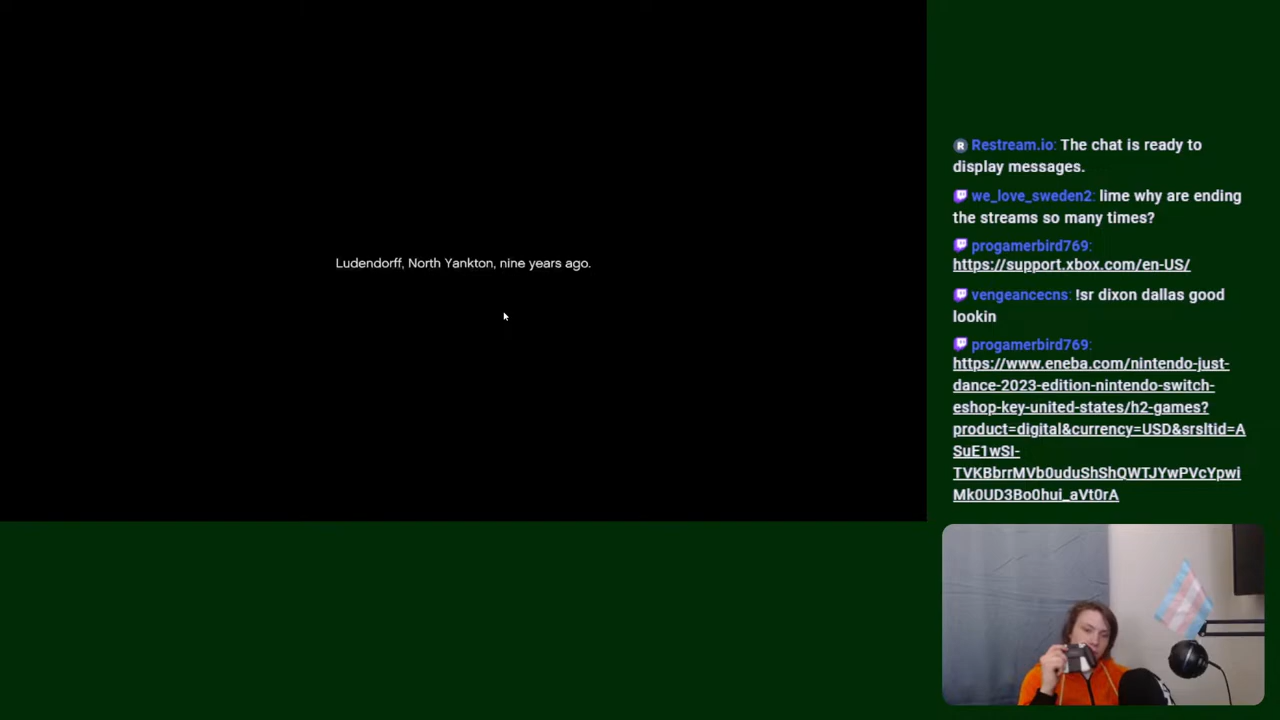 Ludendorff, North Yankton, nine years ago.
Restream.io: The chat is ready to
display messages.
we_love_sweden2: lime why are ending
the streams so many times?
progamerbird769:
https://support.xbox.com/en-US/
vengeancecns: !sr dixon dallas good
lookin
progamerbird769:
https://www.eneba.com/nintendo-just-
dance-2023-edition-nintendo-switch-
eshop-key-united-states/h2-games?
product=digital&currency=USD&srsltid=A
SuE1wSI-
TVKBbrrMVb0uduShShQWTJYwPVcYpwi
Mk0UD3Bo0hui_aVt0rA